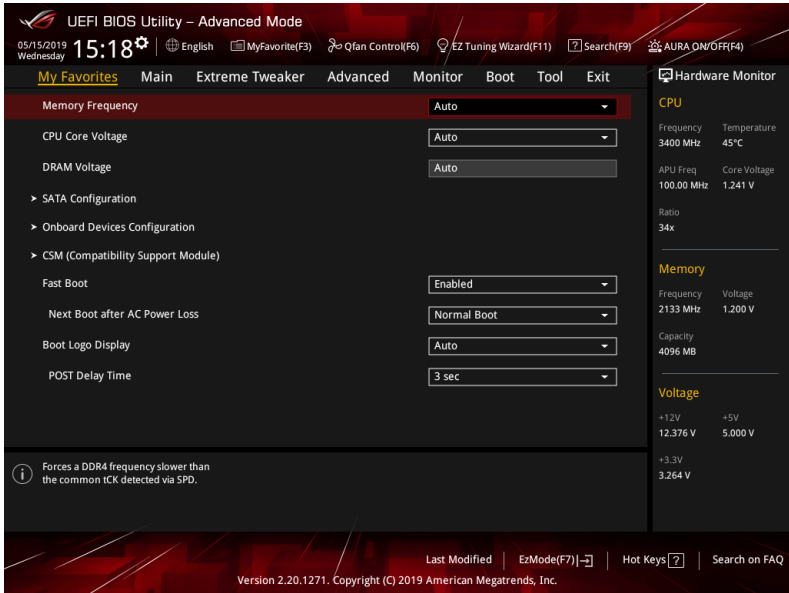 UEFI BIOS Utility – Advanced Mode
05/15/2019 Wednesday 15:18 English MyFavorite(F3) Qfan Control(F6) EZ Tuning Wizard(F11) ? Search(F9) AURA ON/OFF(F4)
My Favorites Main Extreme Tweaker Advanced Monitor Boot Tool Exit
Memory Frequency Auto
CPU Core Voltage Auto
DRAM Voltage Auto
> SATA Configuration
> Onboard Devices Configuration
> CSM (Compatibility Support Module)
Fast Boot Enabled
Next Boot after AC Power Loss Normal Boot
Boot Logo Display Auto
POST Delay Time 3 sec
i Forces a DDR4 frequency slower than
the common tCK detected via SPD.
Hardware Monitor
CPU
Frequency Temperature
3400 MHz 45°C
APU Freq Core Voltage
100.00 MHz 1.241 V
Ratio
34x
Memory
Frequency Voltage
2133 MHz 1.200 V
Capacity
4096 MB
Voltage
+12V +5V
12.376 V 5.000 V
+3.3V
3.264 V
Last Modified EzMode(F7) Hot Keys ? Search on FAQ
Version 2.20.1271. Copyright (C) 2019 American Megatrends, Inc.